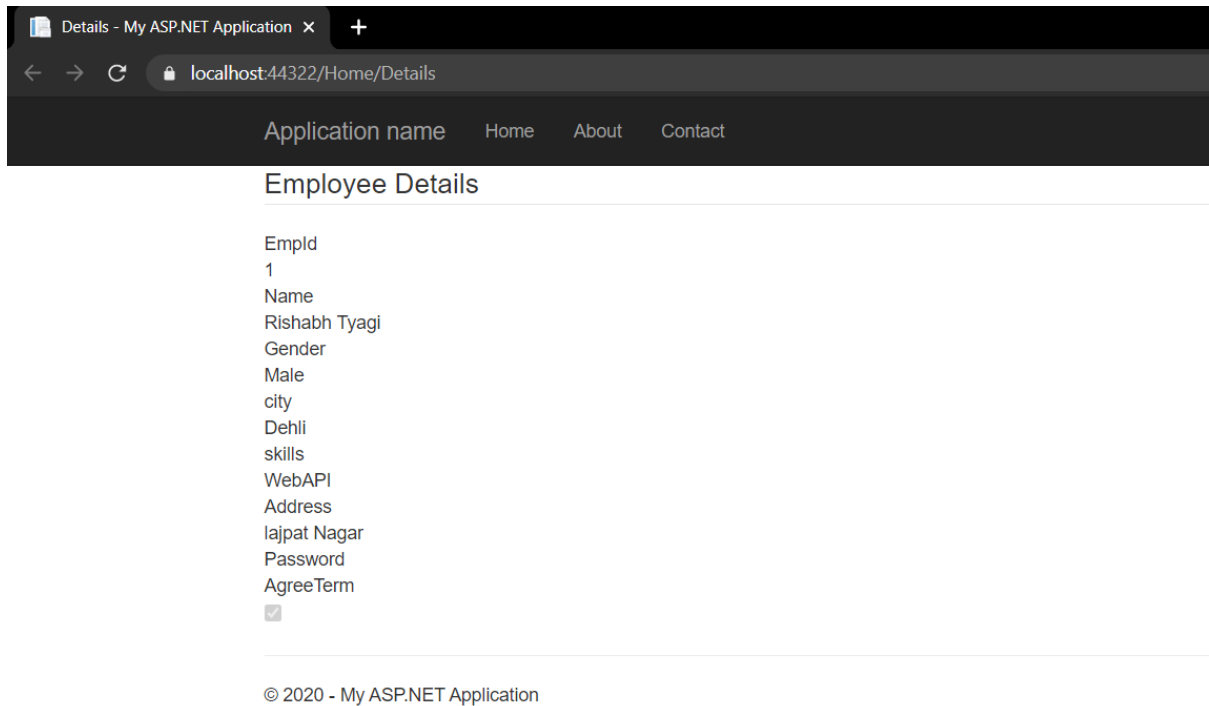 Details - My ASP.NET Application
localhost:44322/Home/Details
Application name Home About Contact
Employee Details
EmpId
1
Name
Rishabh Tyagi
Gender
Male
city
Dehli
skills
WebAPI
Address
lajpat Nagar
Password
AgreeTerm
© 2020 - My ASP.NET Application